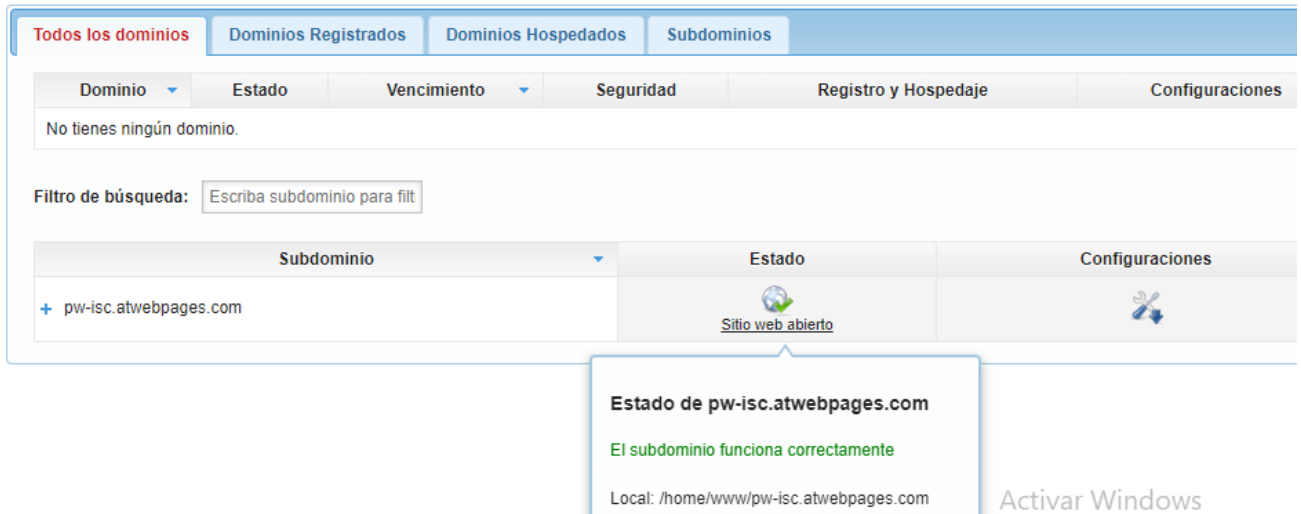 Todos los dominios Dominios Registrados Dominios Hospedados Subdominios
Dominio Estado Vencimiento Seguridad Registro y Hospedaje Configuraciones
No tienes ningún dominio.
Filtro de búsqueda: Escriba subdominio para filt
Subdominio Estado Configuraciones
+ pw-isc.atwebpages.com
Sitio web abierto
Estado de pw-isc.atwebpages.com
El subdominio funciona correctamente
Local: /home/www/pw-isc.atwebpages.com
Activar Windows